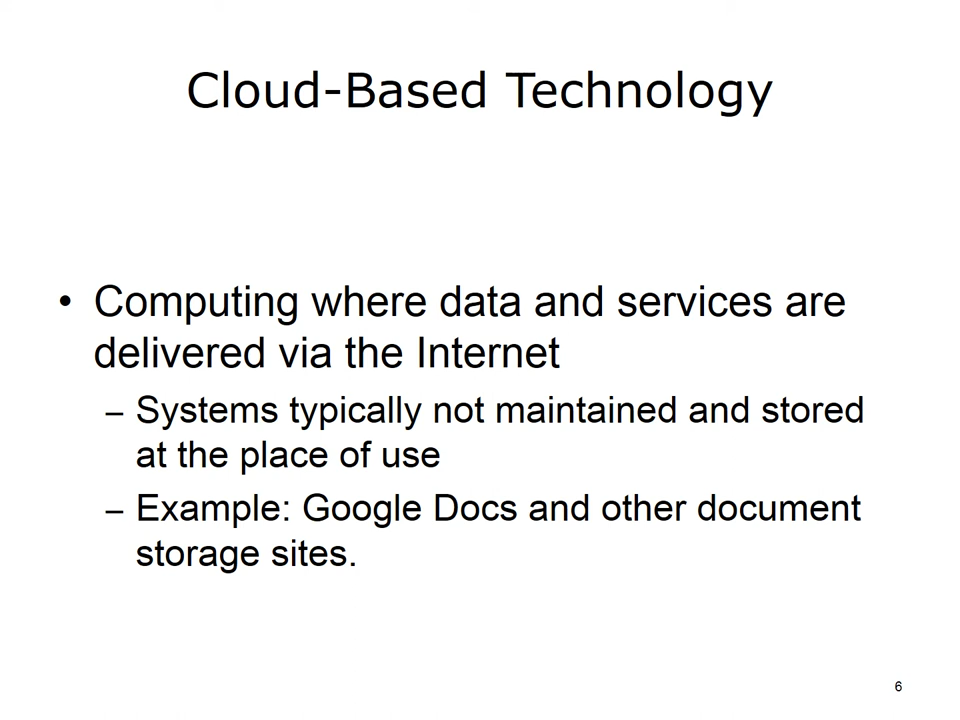 Cloud-Based Technology
• Computing where data and services are
delivered via the Internet
– Systems typically not maintained and stored
at the place of use
– Example: Google Docs and other document
storage sites.
6